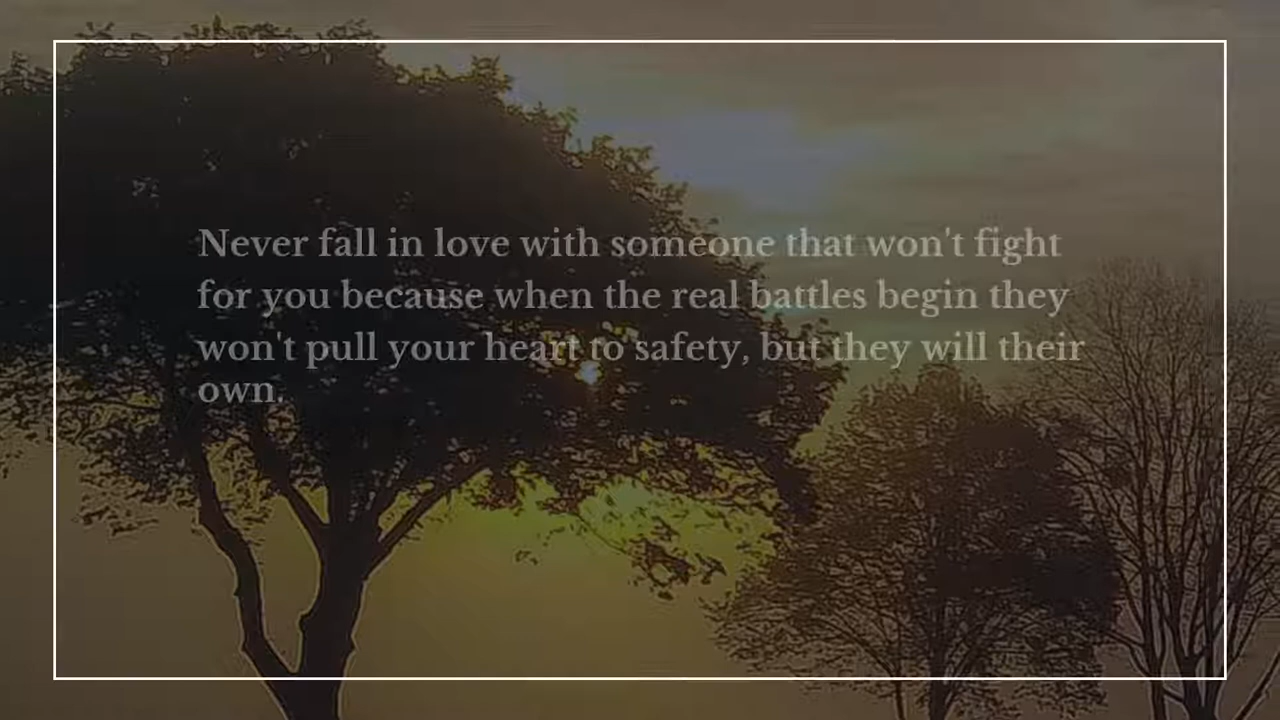 Never fall in love with someone that won't fight
for you because when the real battles begin they
won't pull your heart to safety, but they will their
own.